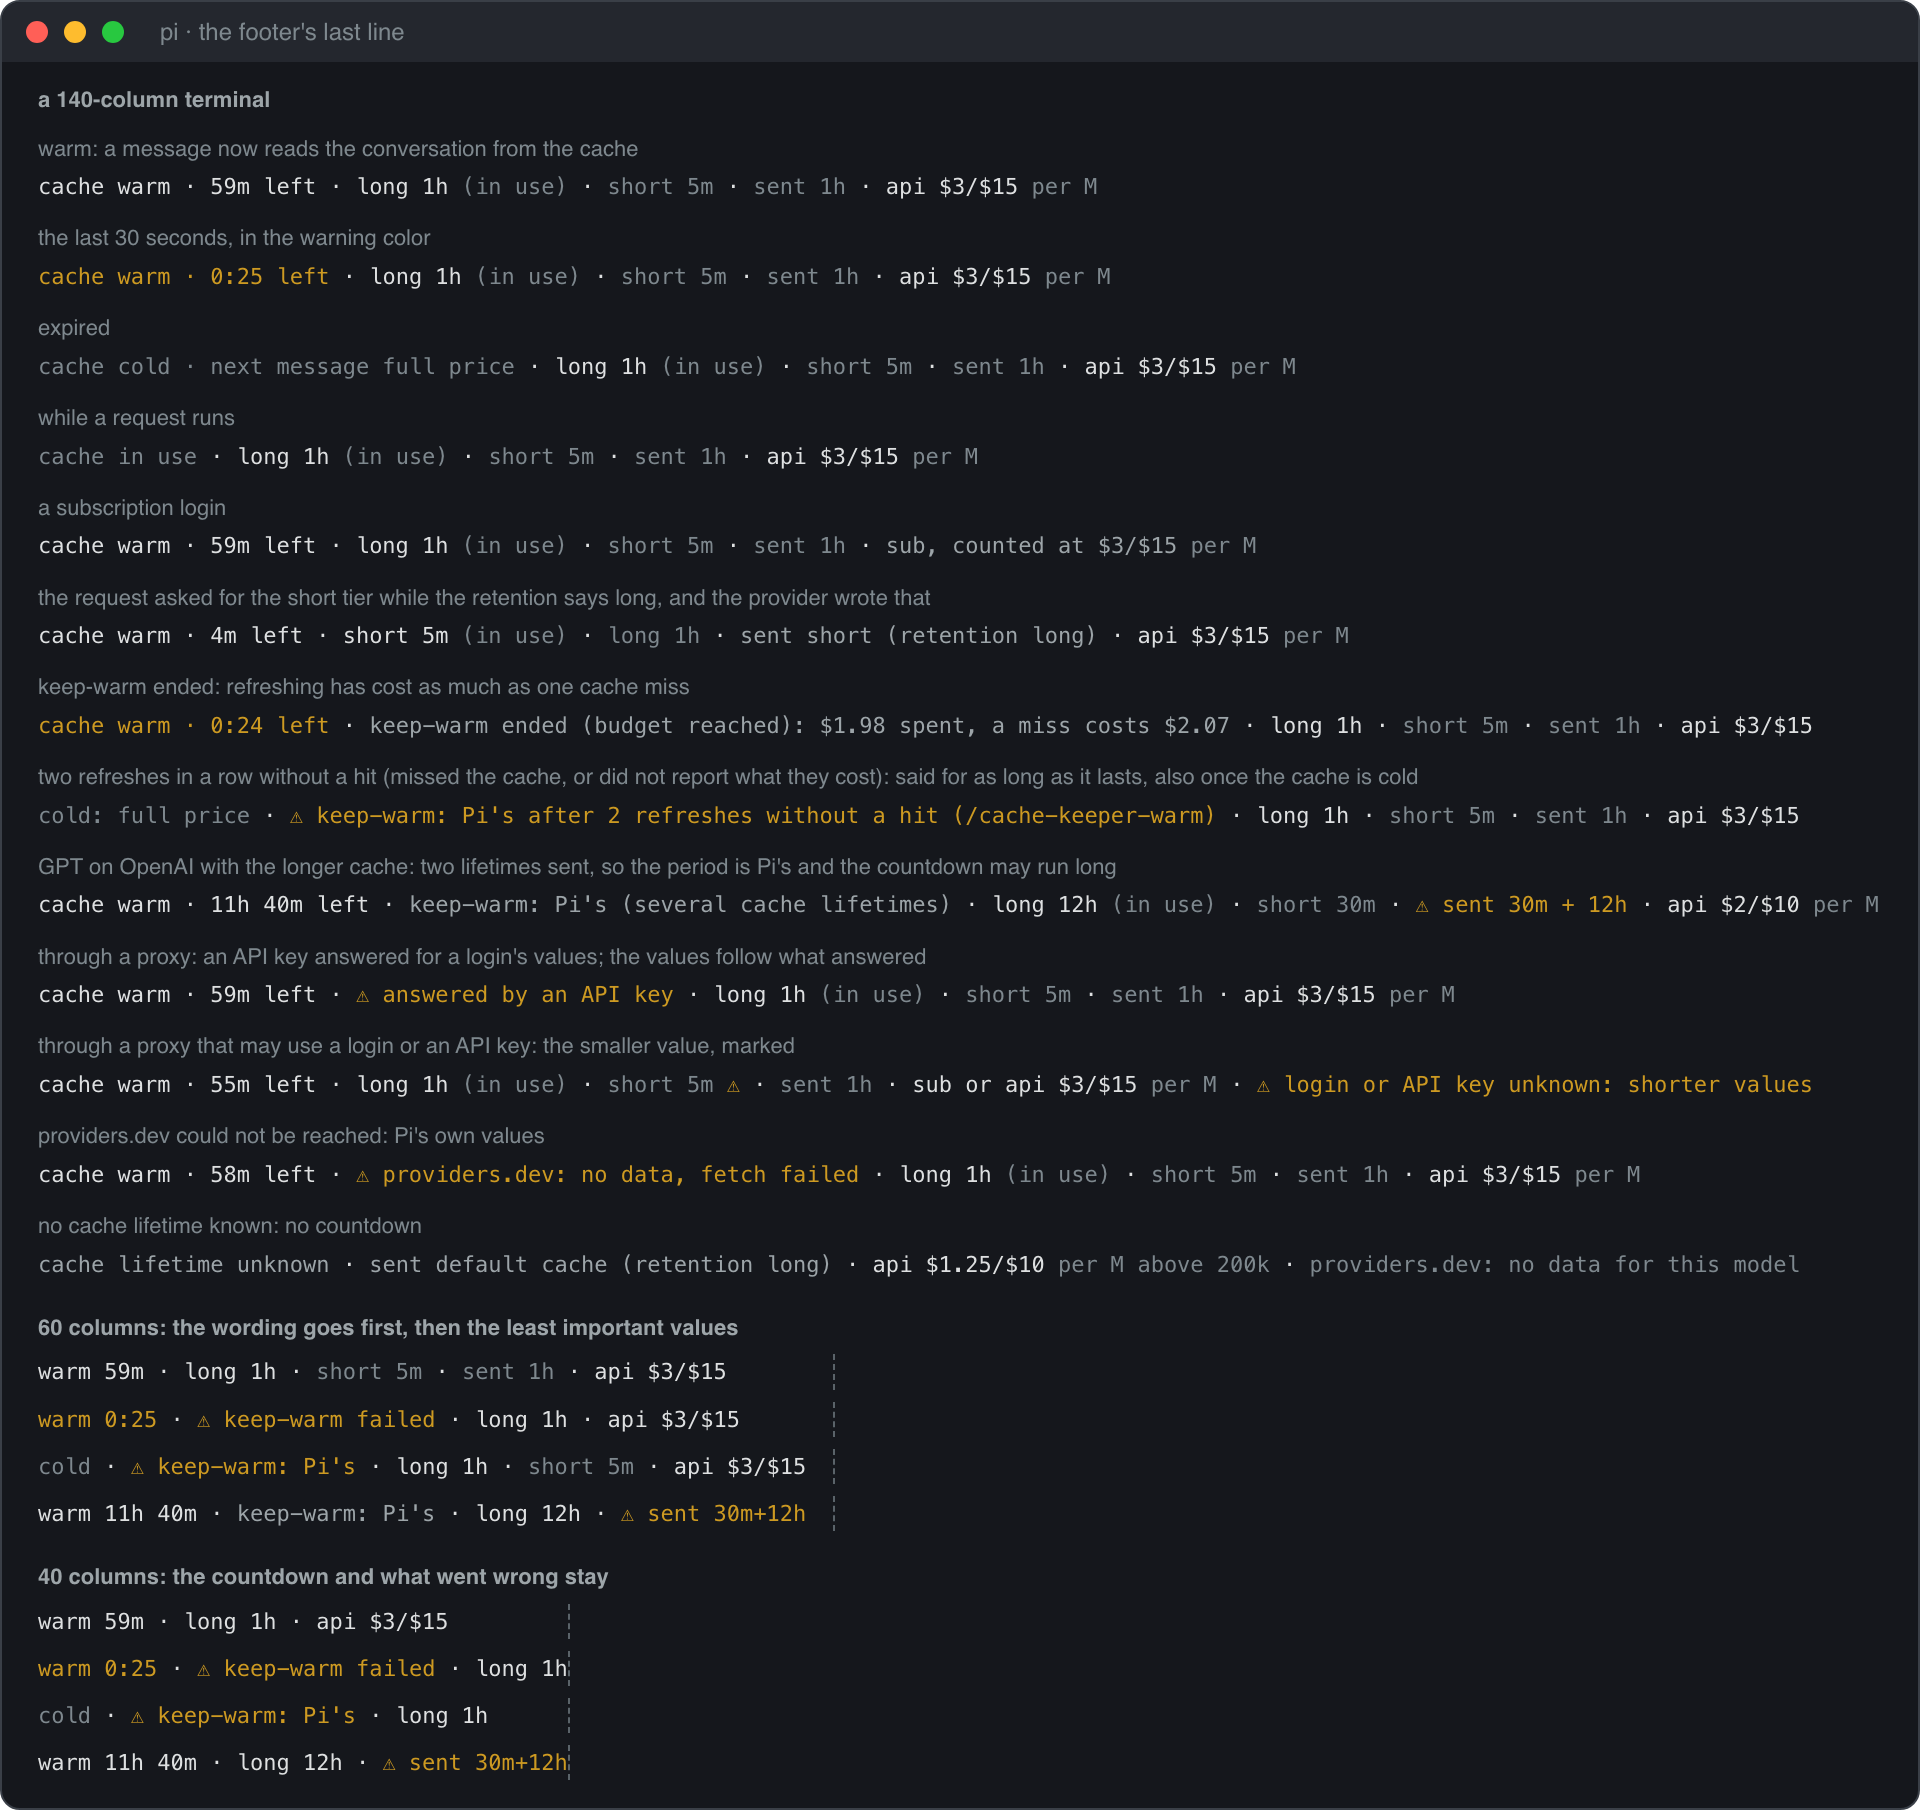 pi · the footer's last line
a 140-column terminal
warm: a message now reads the conversation from the cache
cache warm · 59m left · long 1h (in use) · short 5m · sent 1h · api $3/$15 per M
the last 30 seconds, in the warning color
cache warm · 0:25 left · long 1h (in use) · short 5m · sent 1h · api $3/$15 per M
expired
cache cold · next message full price · long 1h (in use) · short 5m · sent 1h · api $3/$15 per M
while a request runs
cache in use · long 1h (in use) · short 5m · sent 1h · api $3/$15 per M
a subscription login
cache warm · 59m left · long 1h (in use) · short 5m · sent 1h · sub, counted at $3/$15 per M
the request asked for the short tier while the retention says long, and the provider wrote that
cache warm · 4m left · short 5m (in use) · long 1h · sent short (retention long) · api $3/$15 per M
keep-warm ended: refreshing has cost as much as one cache miss
cache warm · 0:24 left · keep-warm ended (budget reached): $1.98 spent, a miss costs $2.07 · long 1h · short 5m · sent 1h · api $3/$15
two refreshes in a row without a hit (missed the cache, or did not report what they cost): said for as long as it lasts, also once the cache is cold
cold: full price · ⚠ keep-warm: Pi's after 2 refreshes without a hit (/cache-keeper-warm) · long 1h · short 5m · sent 1h · api $3/$15
GPT on OpenAI with the longer cache: two lifetimes sent, so the period is Pi's and the countdown may run long
cache warm · 11h 40m left · keep-warm: Pi's (several cache lifetimes) · long 12h (in use) · short 30m · ⚠ sent 30m + 12h · api $2/$10 per M
through a proxy: an API key answered for a login's values; the values follow what answered
cache warm · 59m left · ⚠ answered by an API key · long 1h (in use) · short 5m · sent 1h · api $3/$15 per M
through a proxy that may use a login or an API key: the smaller value, marked
cache warm · 55m left · long 1h (in use) · short 5m ⚠ · sent 1h · sub or api $3/$15 per M · ⚠ login or API key unknown: shorter values
providers.dev could not be reached: Pi's own values
cache warm · 58m left · ⚠ providers.dev: no data, fetch failed · long 1h (in use) · short 5m · sent 1h · api $3/$15 per M
no cache lifetime known: no countdown
cache lifetime unknown · sent default cache (retention long) · api $1.25/$10 per M above 200k · providers.dev: no data for this model
60 columns: the wording goes first, then the least important values
warm 59m · long 1h · short 5m · sent 1h · api $3/$15
warm 0:25 · ⚠ keep-warm failed · long 1h · api $3/$15
cold · ⚠ keep-warm: Pi's · long 1h · short 5m · api $3/$15
warm 11h 40m · keep-warm: Pi's · long 12h · ⚠ sent 30m+12h
40 columns: the countdown and what went wrong stay
warm 59m · long 1h · api $3/$15
warm 0:25 · ⚠ keep-warm failed · long 1h
cold · ⚠ keep-warm: Pi's · long 1h
warm 11h 40m · long 12h · ⚠ sent 30m+12h